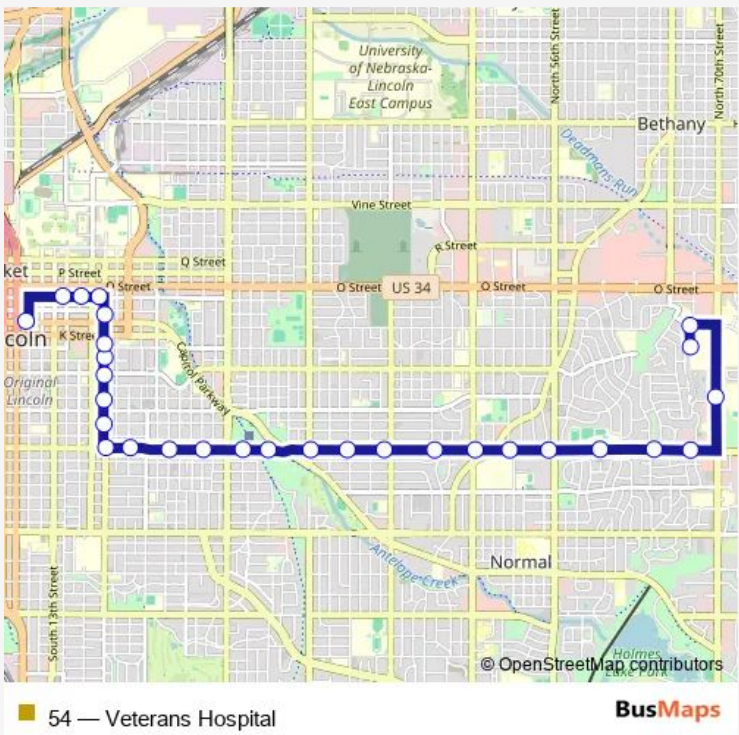 University
of Nebraska-
Lincoln
East Campus
North 56th Street
North 70th Street
Bethany
Deadmans Run
Vine Street
R Street
Q Street
ket
P Street
O Street
O Street
US 34
O Street
O Street
coln
K Stree
Original
Lincoln
Capitol Parkway
Antelope Creek
Normal
South 13th Street
Holmes
Lake Park
© OpenStreetMap contributors
54 — Veterans Hospital
BusMaps